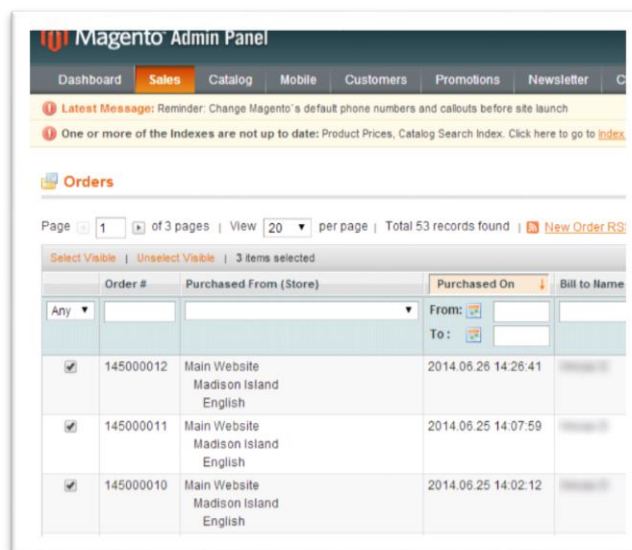 Magento Admin Panel
Dashboard Sales Catalog Mobile Customers Promotions Newsletter C
Latest Message: Reminder: Change Magento`s default phone numbers and callouts before site launch
One or more of the Indexes are not up to date: Product Prices, Catalog Search Index. Click here to go to Index
Orders
Page 1 of 3 pages | View 20 per page | Total 53 records found | New Order RS
Select Visible | Unselect Visible | 3 items selected
Order # Purchased From (Store) Purchased On Bill to Name
Any From:
To :
145000012 Main Website 2014.06.26 14:26:41
Madison Island
English
145000011 Main Website 2014.06.25 14:07:59
Madison Island
English
145000010 Main Website 2014.06.25 14:02:12
Madison Island
English